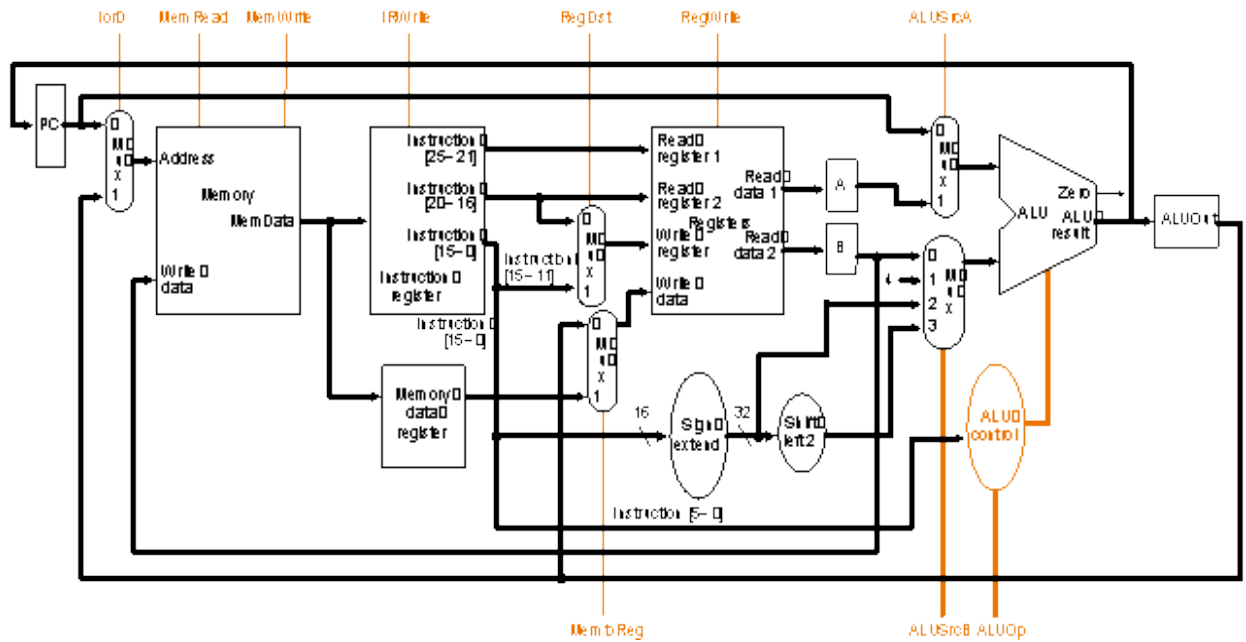 IorD
MemRead
MemWrite
IRWrite
RegDst
RegWrite
ALUSrcA
PC
0
M
u
x
1
Address
Memory
MemData
Write
data
Instruction
[25–21]
Instruction
[20–16]
Instruction
[15–0]
Instruction
register
Instruction
[15–11]
Instruction
[15–0]
0
M
u
x
1
0
M
u
x
1
Memory
data
register
Read
register 1
Read
register 2
Registers
Write
register
Write
data
Read
data 1
Read
data 2
A
B
4
0
M
u
x
1
0
1
M
u
x
2
3
Zero
ALU
ALU
result
ALUOut
16
Sign
extend
32
Shift
left2
ALU
control
Instruction [5–0]
MemtoReg
ALUSrcB
ALUOp